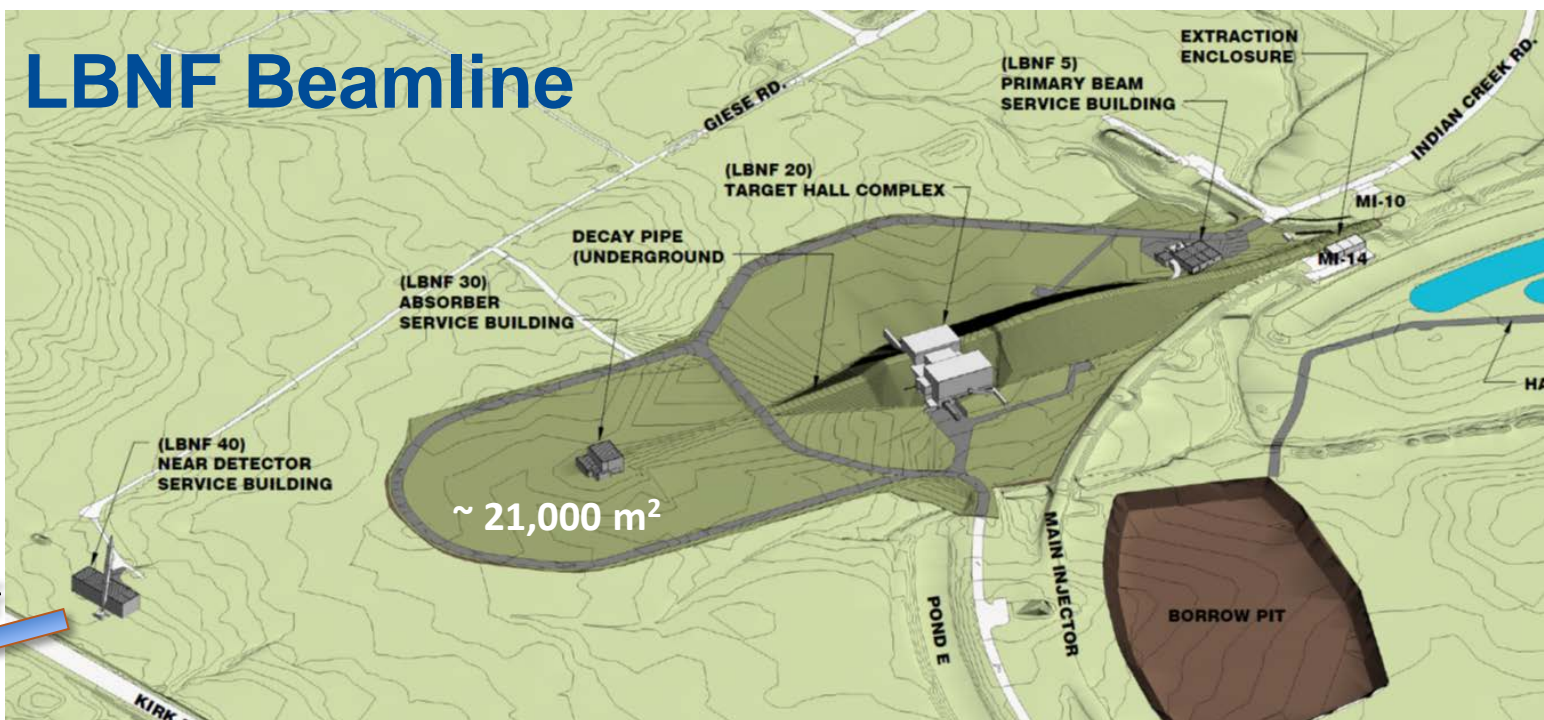 LBNF Beamline
EXTRACTION
ENCLOSURE
(LBNF 5)
PRIMARY BEAM
SERVICE BUILDING
INDIAN CREEK RD.
GIESE RD.
(LBNF 20)
TARGET HALL COMPLEX
MI-10
DECAY PIPE
(UNDERGROUND
MI-14
(LBNF 30)
ABSORBER
SERVICE BUILDING
HA
(LBNF 40)
NEAR DETECTOR
SERVICE BUILDING
~ 21,000 m²
MAIN INJECTOR
POND E
BORROW PIT
KIRK